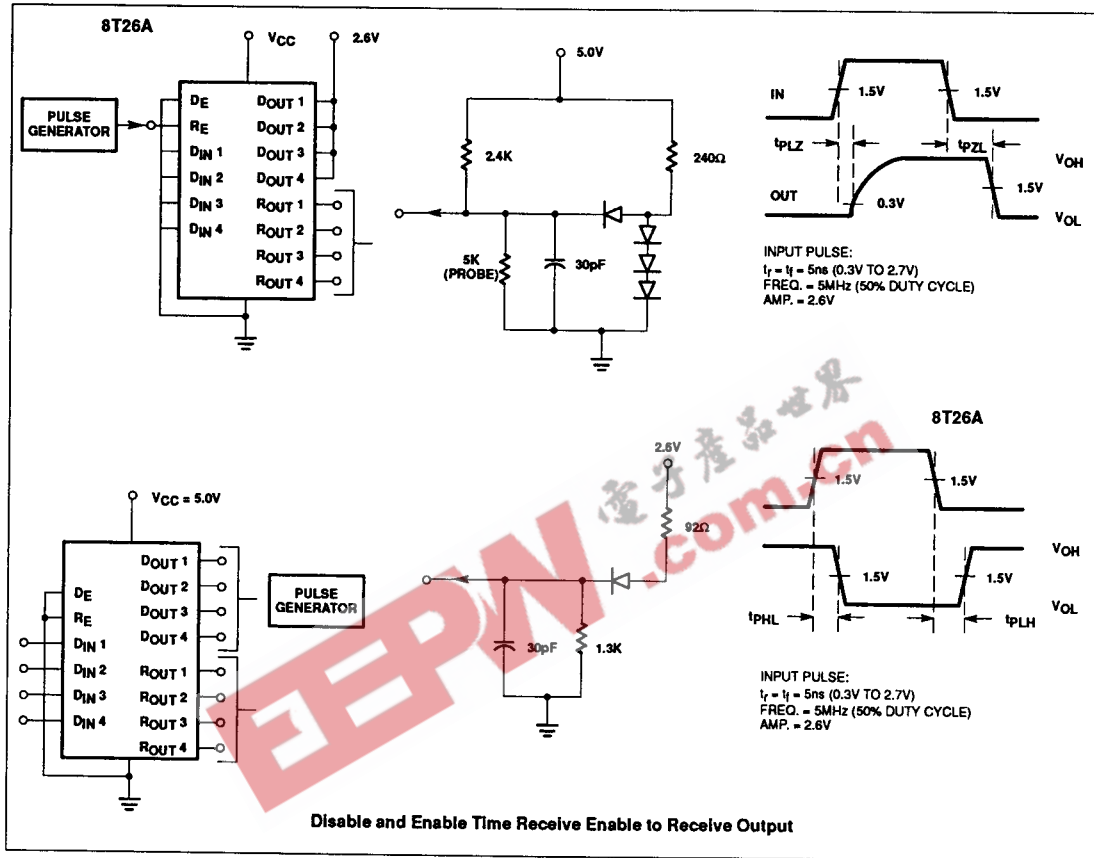 8T26A
VCC
2.6V
PULSE GENERATOR
DE
RE
DIN 1
DIN 2
DIN 3
DIN 4
DOUT 1
DOUT 2
DOUT 3
DOUT 4
ROUT 1
ROUT 2
ROUT 3
ROUT 4
5.0V
2.4K
240Ω
5K
(PROBE)
30pF
IN
1.5V
1.5V
tPLZ
tPZL
VOH
OUT
0.3V
1.5V
VOL
INPUT PULSE:
tr = tf = 5ns (0.3V TO 2.7V)
FREQ. = 5MHz (50% DUTY CYCLE)
AMP. = 2.6V
VCC = 5.0V
DE
RE
DIN 1
DIN 2
DIN 3
DIN 4
DOUT 1
DOUT 2
DOUT 3
DOUT 4
ROUT 1
ROUT 2
ROUT 3
ROUT 4
PULSE GENERATOR
2.6V
92Ω
30pF
1.3K
8T26A
1.5V
1.5V
VOH
1.5V
1.5V
VOL
tPHL
tPLH
INPUT PULSE:
tr = tf = 5ns (0.3V TO 2.7V)
FREQ. = 5MHz (50% DUTY CYCLE)
AMP. = 2.6V
EEPW
.com.cn
電子產品世界
Disable and Enable Time Receive Enable to Receive Output